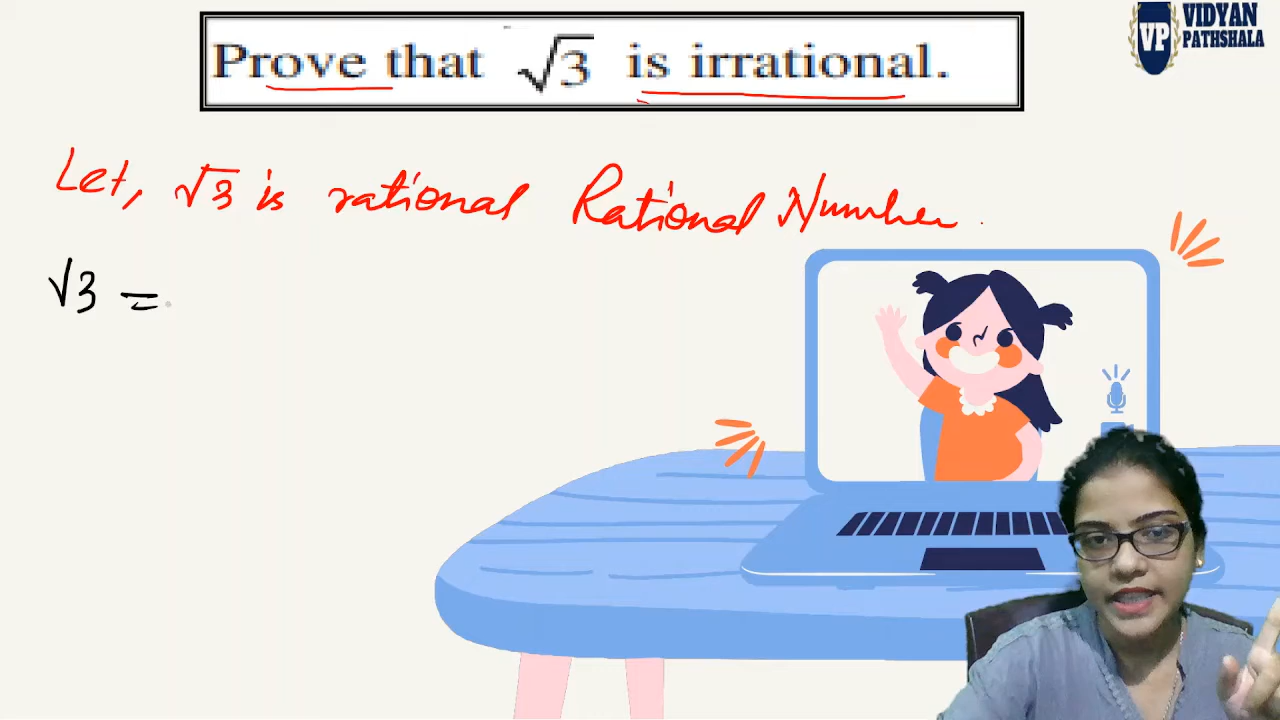 Prove that √3 is irrational.
VIDYAN
PATHSHALA
VP
Let, √3 is rational Rational Number.
√3 =